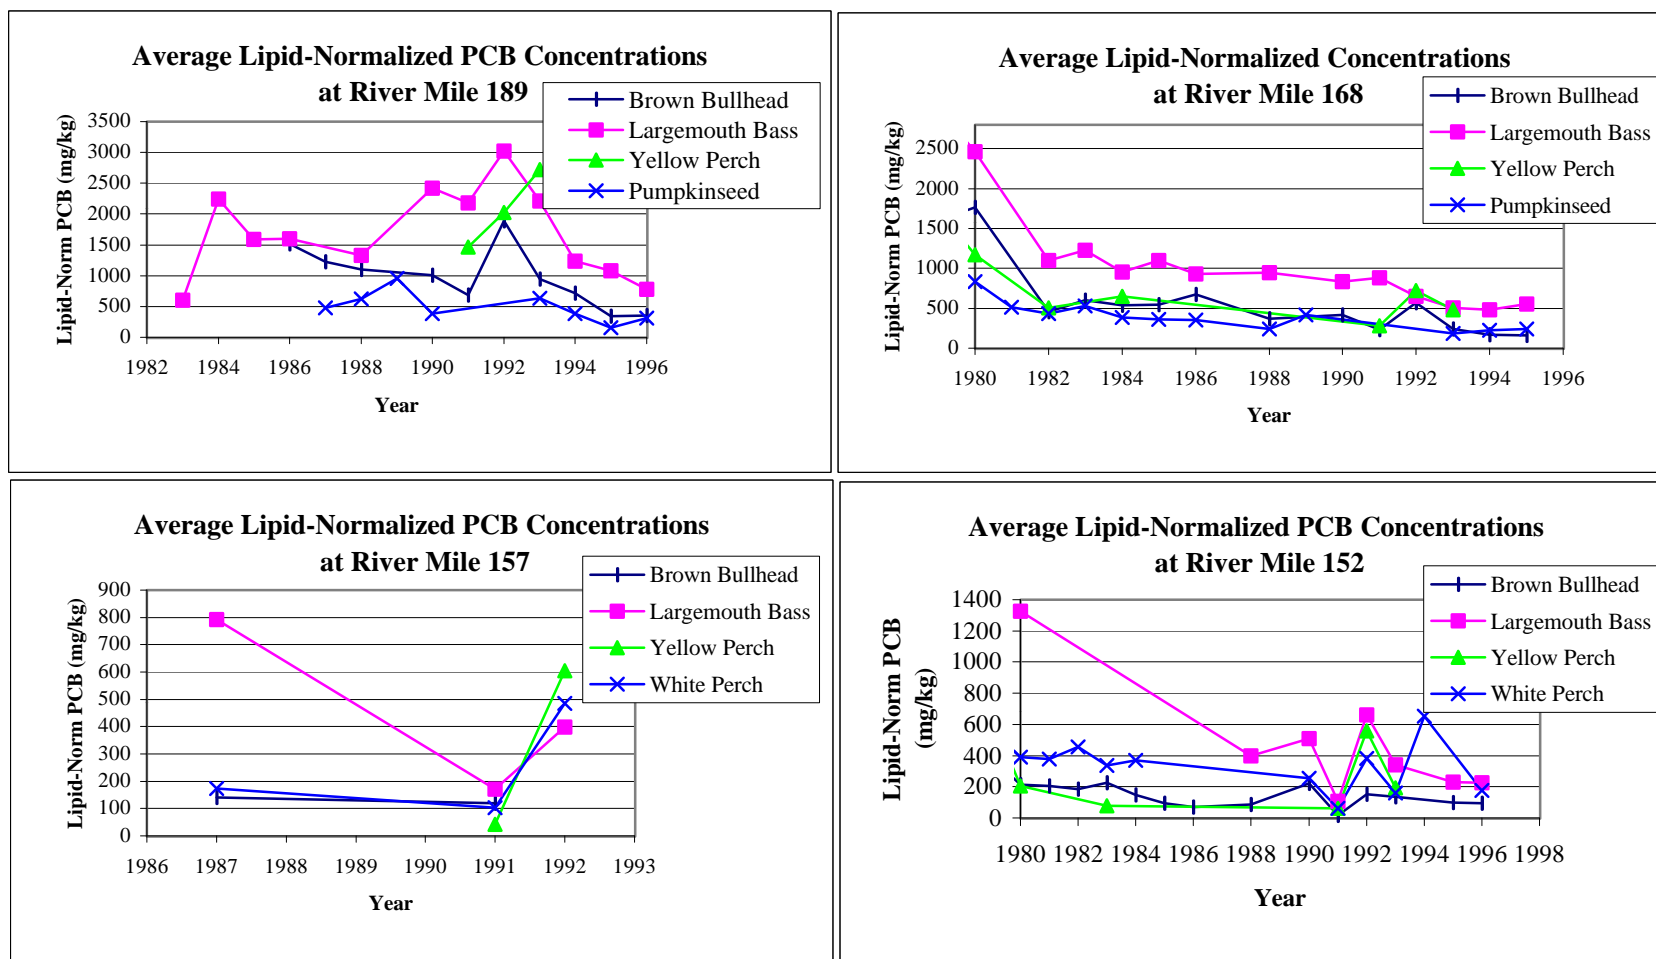 Average Lipid-Normalized PCB Concentrations
at River Mile 189
Brown Bullhead
Largemouth Bass
Yellow Perch
Pumpkinseed
Lipid-Norm PCB (mg/kg)
3500
3000
2500
2000
1500
1000
500
0
1982 1984 1986 1988 1990 1992 1994 1996
Year
Average Lipid-Normalized Concentrations
at River Mile 168
Brown Bullhead
Largemouth Bass
Yellow Perch
Pumpkinseed
Lipid-Norm PCB (mg/kg)
2500
2000
1500
1000
500
0
1980 1982 1984 1986 1988 1990 1992 1994 1996
Year
Average Lipid-Normalized PCB Concentrations
at River Mile 157
Brown Bullhead
Largemouth Bass
Yellow Perch
White Perch
Lipid-Norm PCB (mg/kg)
900
800
700
600
500
400
300
200
100
0
1986 1987 1988 1989 1990 1991 1992 1993
Year
Average Lipid-Normalized PCB Concentrations
at River Mile 152
Brown Bullhead
Largemouth Bass
Yellow Perch
White Perch
Lipid-Norm PCB
(mg/kg)
1400
1200
1000
800
600
400
200
0
1980 1982 1984 1986 1988 1990 1992 1994 1996 1998
Year